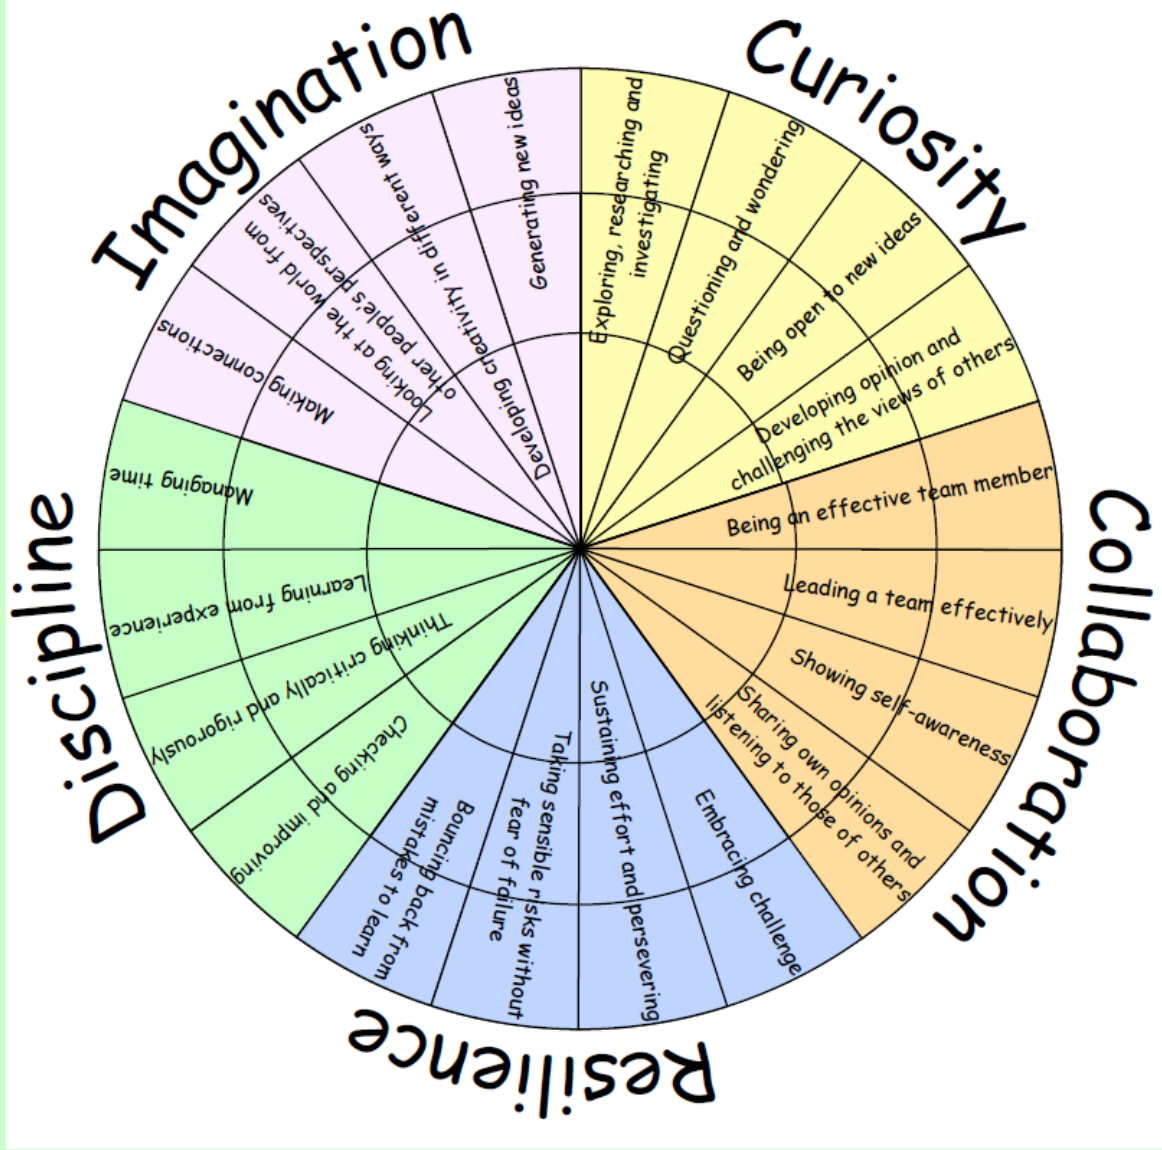 Curiosity
Exploring, researching and
investigating
Questioning and wondering
Being open to new ideas
Developing opinion and
challenging the views of others
Collaboration
Being an effective team member
Leading a team effectively
Showing self-awareness
Sharing own opinions and
listening to those of others
Resilience
Embracing challenge
Sustaining effort and persevering
Taking sensible risks without
fear of failure
Bouncing back from
mistakes to learn
Discipline
Checking and improving
Thinking critically and rigorously
Learning from experience
Managing time
Imagination
Making connections
Looking at the world from
other people's perspectives
Developing creativity in different ways
Generating new ideas